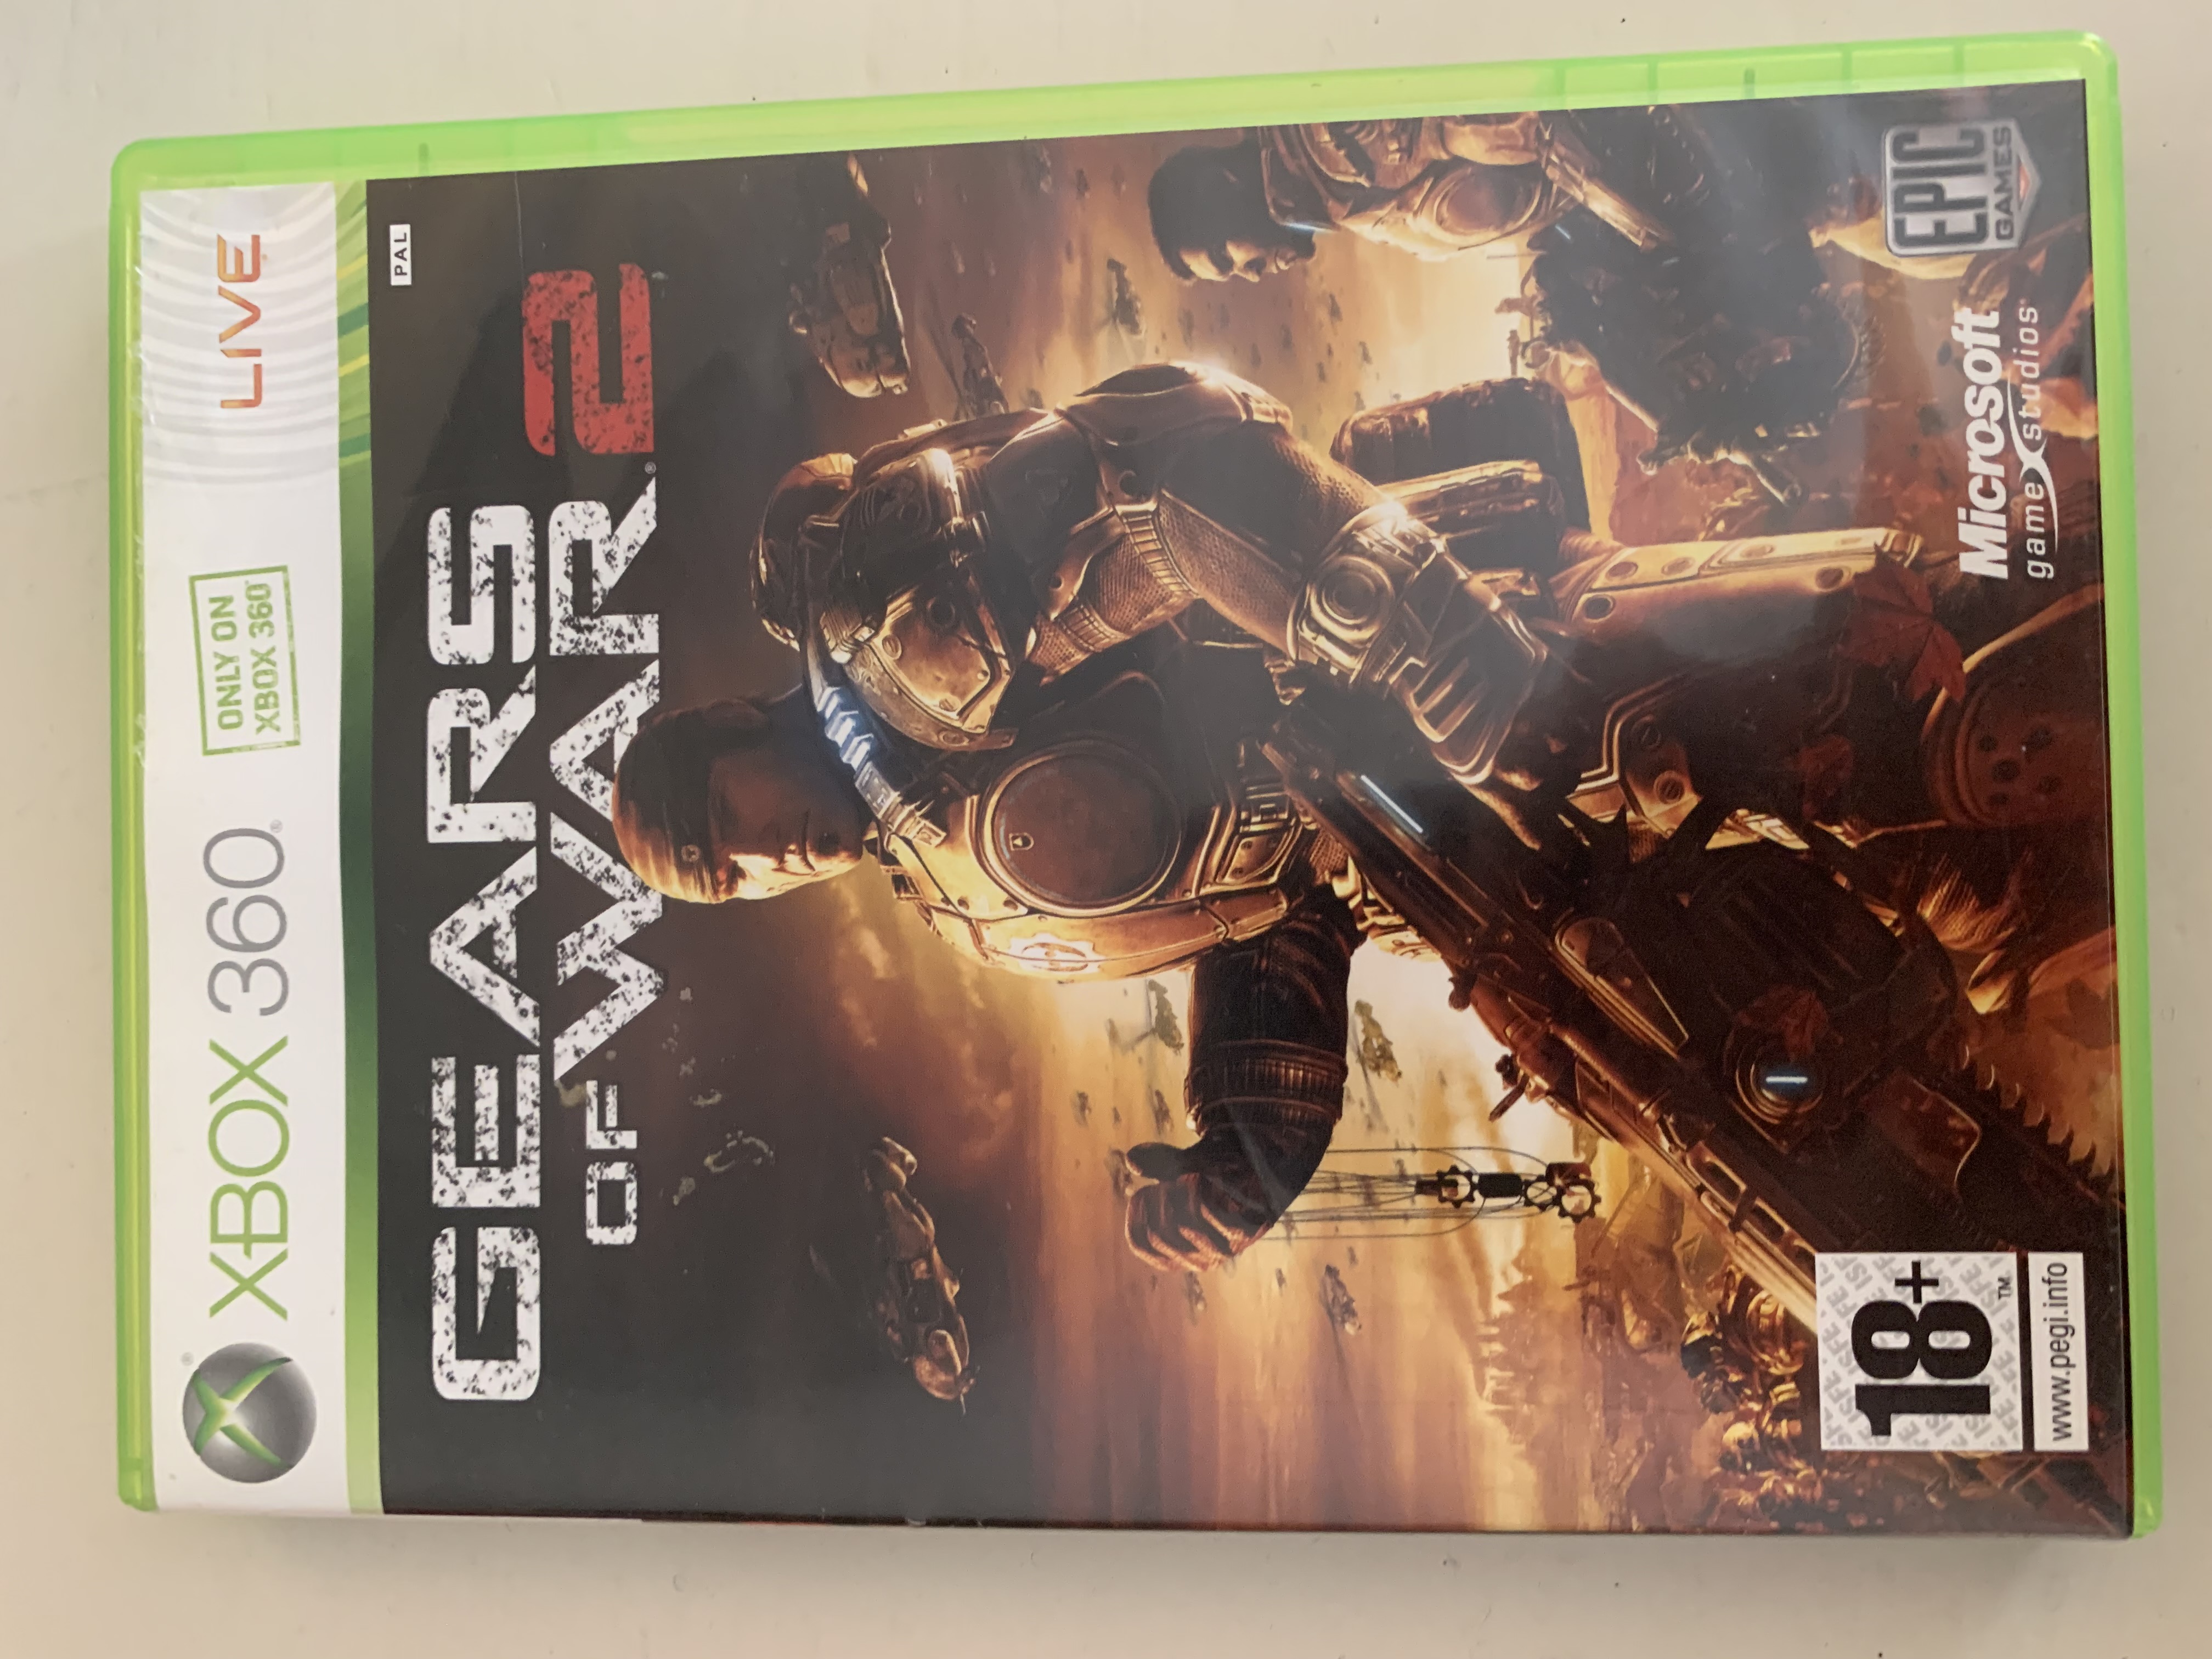 XBOX 360®
ONLY ON
XBOX 360®
LIVE
PAL
GEARS
OF WAR® 2
18+™
www.pegi.info
Microsoft
game studios®
EPIC
GAMES